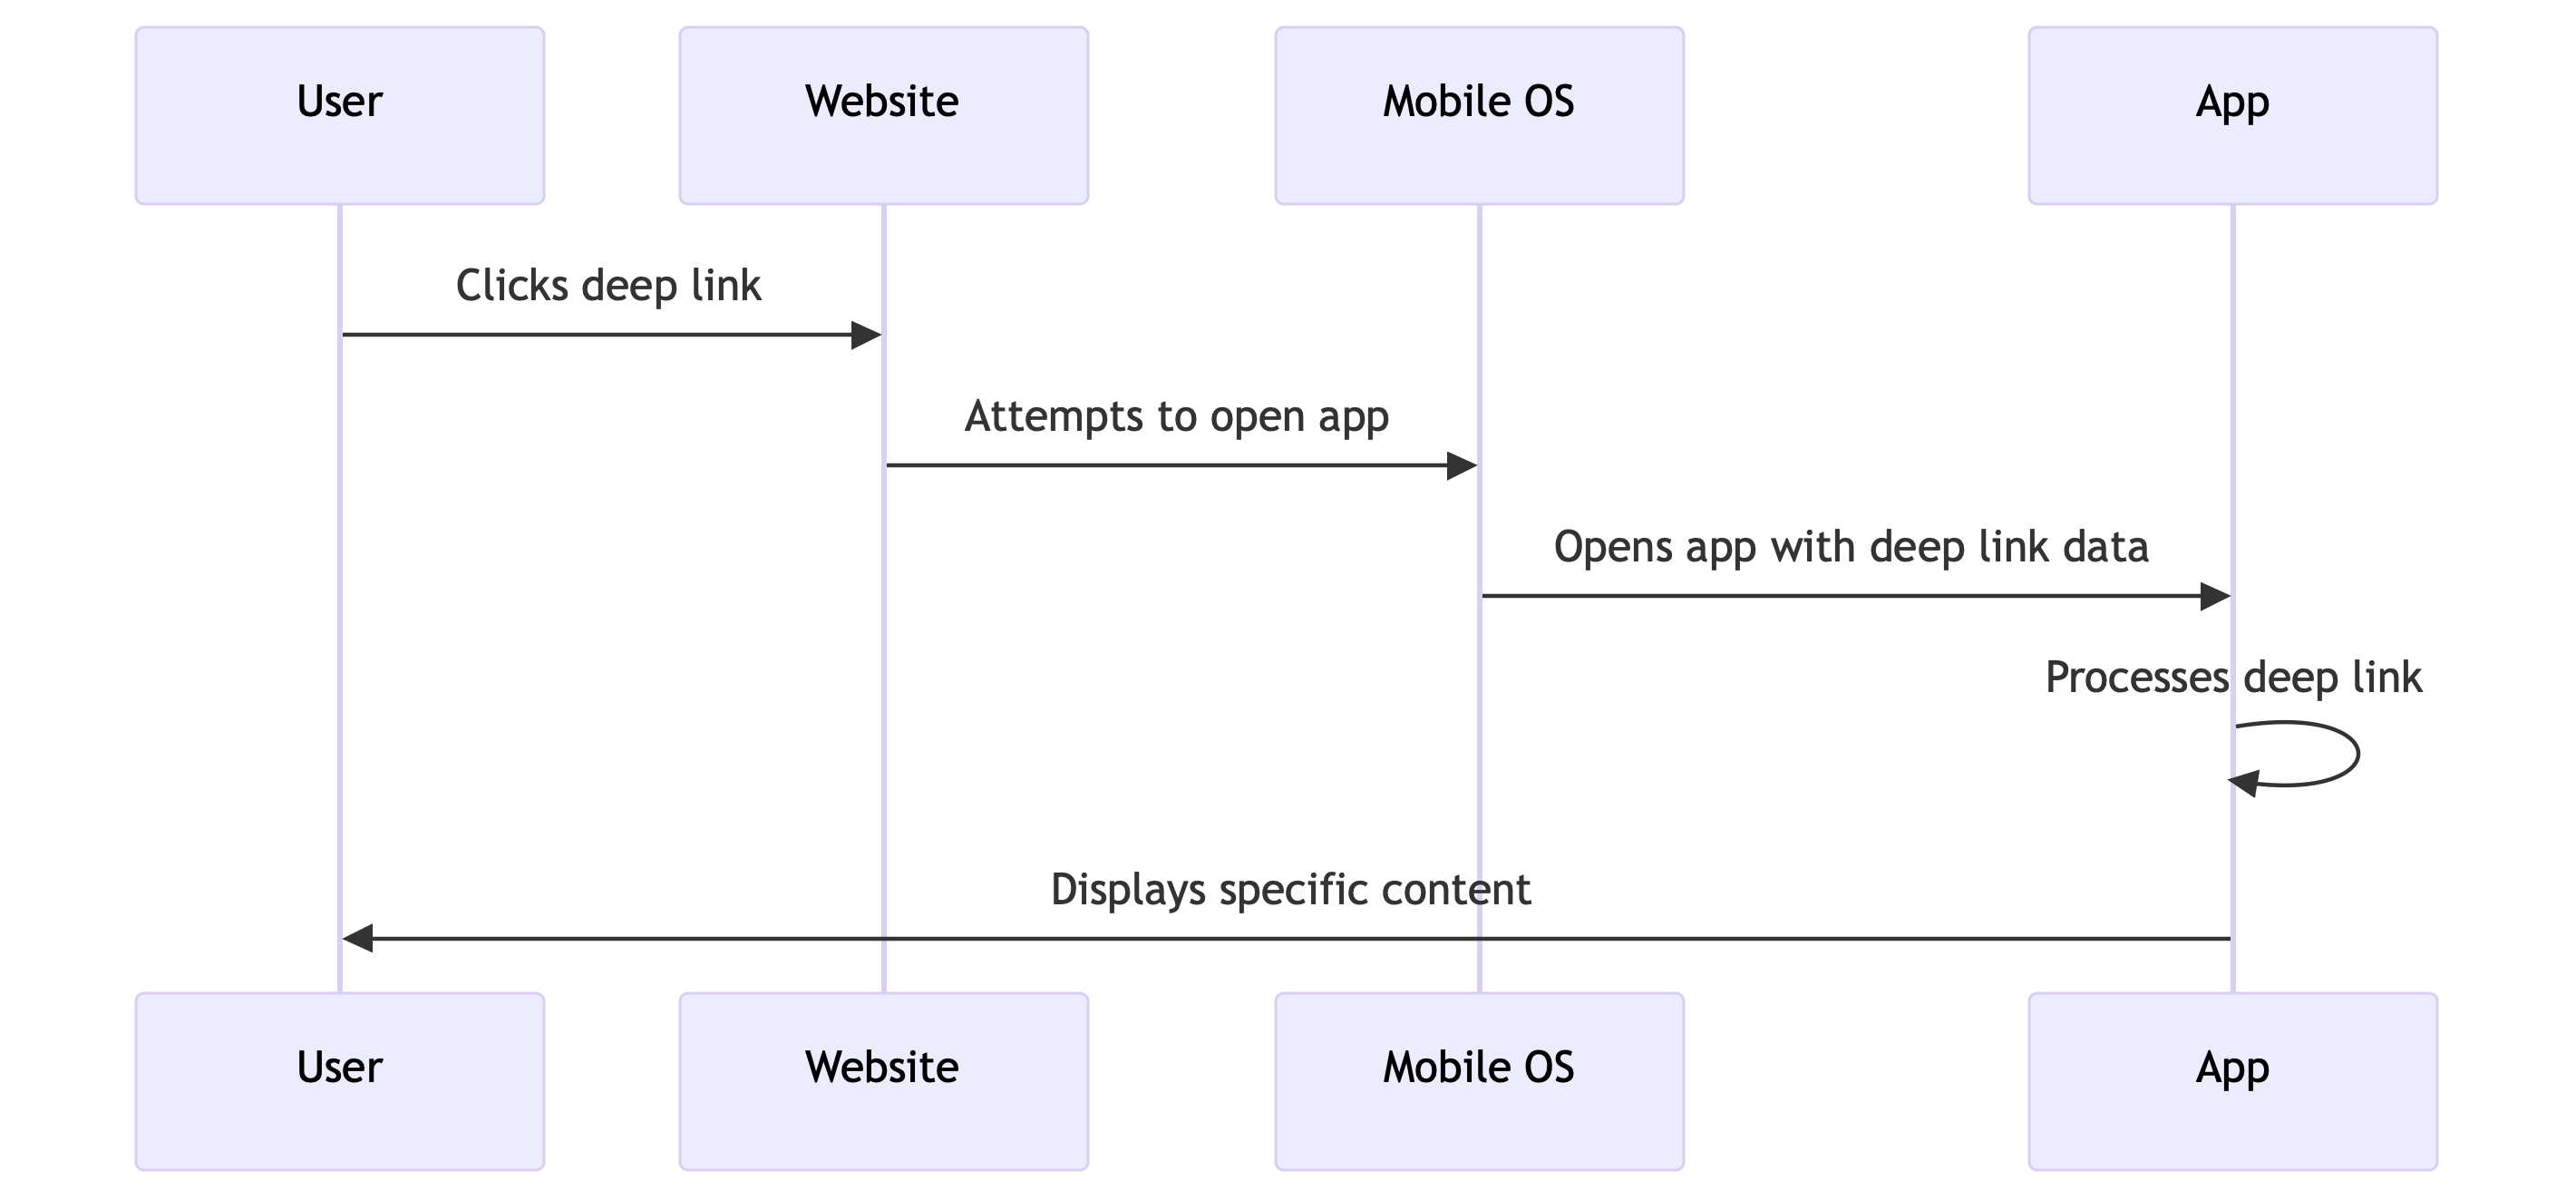 User
Website
Mobile OS
App
Clicks deep link
Attempts to open app
Opens app with deep link data
Processes deep link
Displays specific content
User
Website
Mobile OS
App